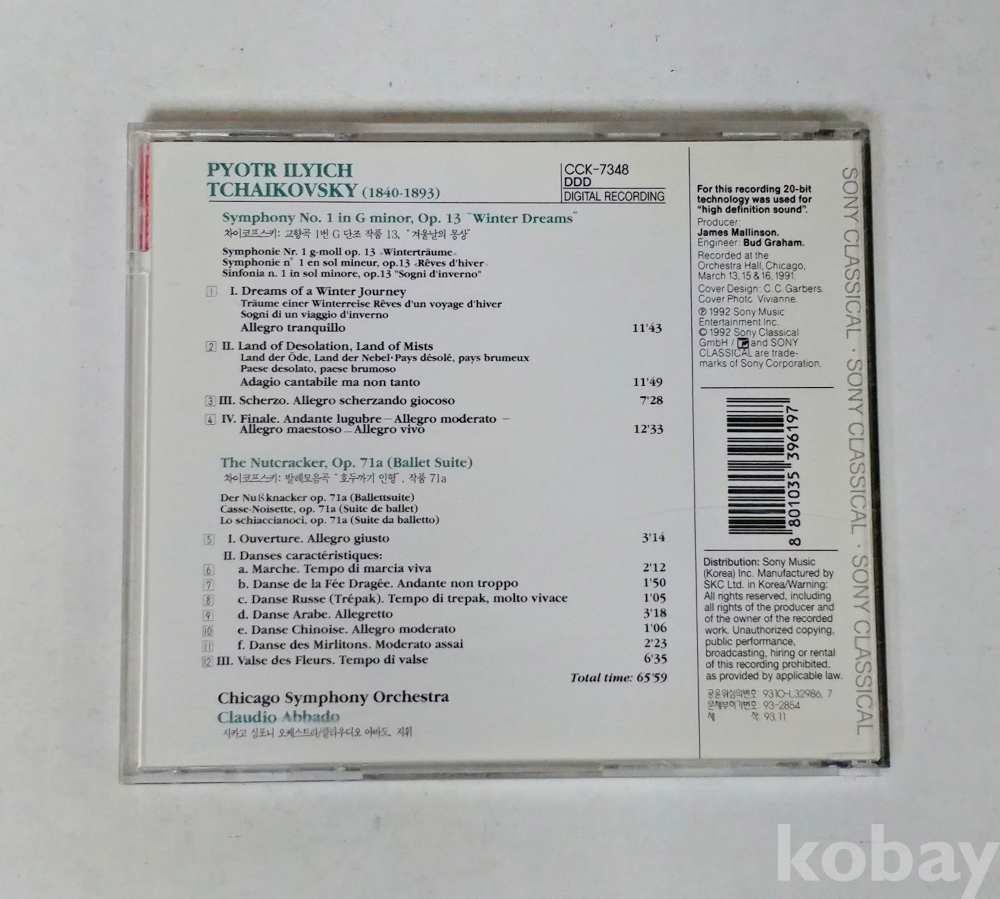 PYOTR ILYICH
TCHAIKOVSKY (1840-1893)
CCK-7348
DDD
DIGITAL RECORDING
Symphony No. 1 in G minor, Op. 13 "Winter Dreams"
차이코프스키: 교향곡 1번 G 단조 작품 13, "겨울날의 몽상"
Symphonie Nr. 1 g-moll op. 13 «Winterträume»
Symphonie n° 1 en sol mineur, op.13 «Rêves d'hiver»
Sinfonia n. 1 in sol minore, op.13 "Sogni d'inverno"
1 I. Dreams of a Winter Journey
Träume einer Winterreise Rêves d'un voyage d'hiver
Sogni di un viaggio d'inverno
Allegro tranquillo 11'43
2 II. Land of Desolation, Land of Mists
Land der Öde, Land der Nebel·Pays désolé, pays brumeux
Paese desolato, paese brumoso
Adagio cantabile ma non tanto 11'49
3 III. Scherzo. Allegro scherzando giocoso 7'28
4 IV. Finale. Andante lugubre – Allegro moderato –
Allegro maestoso – Allegro vivo 12'33
The Nutcracker, Op. 71a (Ballet Suite)
차이코프스키: 발레모음곡 "호두까기 인형", 작품 71a
Der Nußknacker op. 71a (Ballettsuite)
Casse-Noisette, op. 71a (Suite de ballet)
Lo schiaccianoci, op. 71a (Suite da balletto)
5 I. Ouverture. Allegro giusto 3'14
II. Danses caractéristiques:
6 a. Marche. Tempo di marcia viva 2'12
7 b. Danse de la Fée Dragée. Andante non troppo 1'50
8 c. Danse Russe (Trépak). Tempo di trepak, molto vivace 1'05
9 d. Danse Arabe. Allegretto 3'18
10 e. Danse Chinoise. Allegro moderato 1'06
11 f. Danse des Mirlitons. Moderato assai 2'23
12 III. Valse des Fleurs. Tempo di valse 6'35
Total time: 65'59
Chicago Symphony Orchestra
Claudio Abbado
시카고 심포니 오케스트라/클라우디오 아바도, 지휘
For this recording 20-bit
technology was used for
"high definition sound".
Producer:
James Mallinson.
Engineer: Bud Graham.
Recorded at the
Orchestra Hall, Chicago,
March 13, 15 & 16, 1991.
Cover Design: C. C. Garbers.
Cover Photo: Vivianne.
℗ 1992 Sony Music
Entertainment Inc.
© 1992 Sony Classical
GmbH / and SONY
CLASSICAL are trade-
marks of Sony Corporation.
8 801035 396197
Distribution: Sony Music
(Korea) Inc. Manufactured by
SKC Ltd. in Korea/Warning:
All rights reserved, including
all rights of the producer and
of the owner of the recorded
work. Unauthorized copying,
public performance,
broadcasting, hiring or rental
of this recording prohibited,
as provided by applicable law.
공윤위심의번호: 9310-L32986, 7
문체부허가번호: 93-2854
제 작: 93.11
SONY CLASSICAL · SONY CLASSICAL · SONY CLASSICAL
kobay